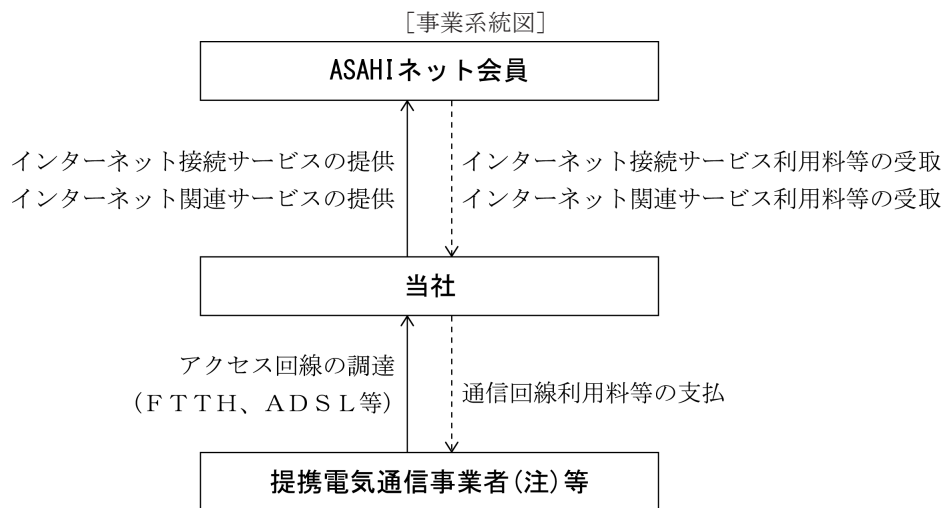 ［事業系統図］
ASAHIネット会員
インターネット接続サービスの提供
インターネット関連サービスの提供
インターネット接続サービス利用料等の受取
インターネット関連サービス利用料等の受取
当社
アクセス回線の調達
（ＦＴＴＨ、ＡＤＳＬ等）
通信回線利用料等の支払
提携電気通信事業者(注)等